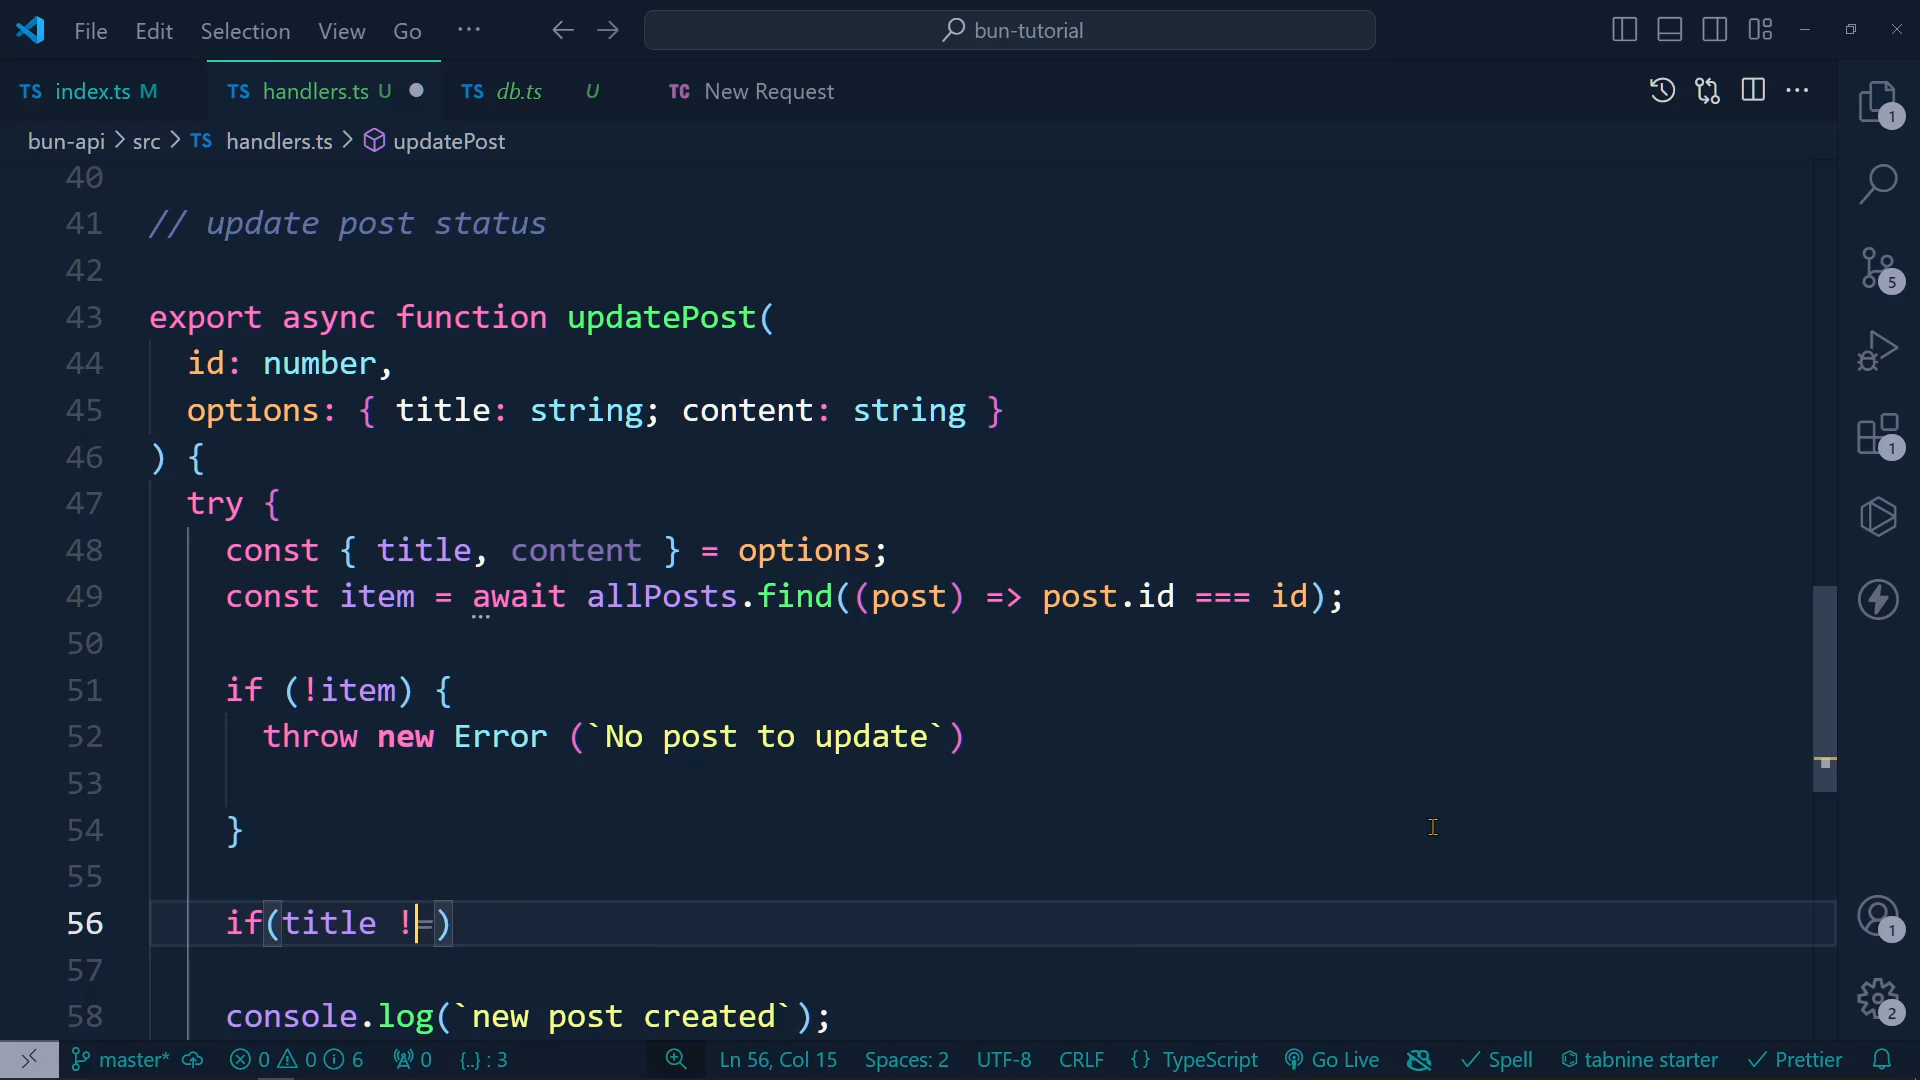 File Edit Selection View Go ··· bun-tutorial
TS index.ts M TS handlers.ts U TS db.ts U TC New Request
bun-api > src > TS handlers.ts > updatePost
40
41 // update post status
42
43 export async function updatePost(
44 id: number,
45 options: { title: string; content: string }
46 ) {
47 try {
48 const { title, content } = options;
49 const item = await allPosts.find((post) => post.id === id);
50
51 if (!item) {
52 throw new Error (`No post to update`)
53
54 }
55
56 if(title !=)
57
58 console.log(`new post created`);
1
5
1
1
2
master* 0 0 6 0 {..} : 3 Ln 56, Col 15 Spaces: 2 UTF-8 CRLF {} TypeScript Go Live Spell tabnine starter Prettier